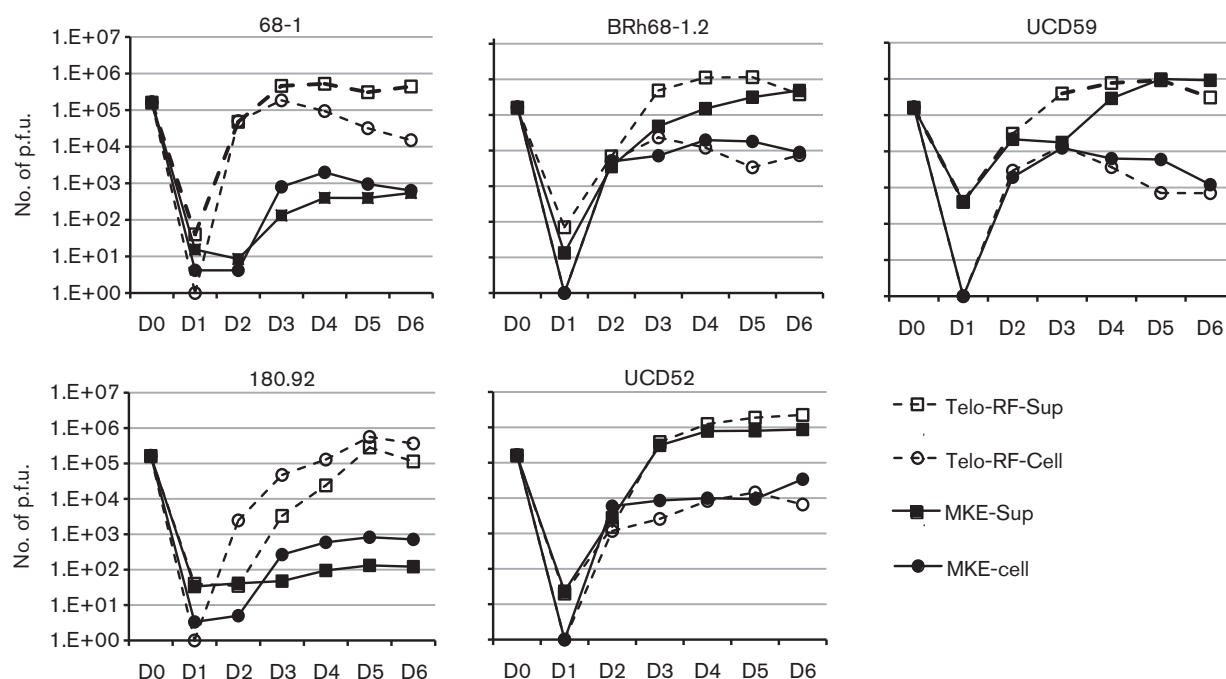 68-1
BRh68-1.2
UCD59
No. of p.f.u.
1.E+07
1.E+06
1.E+05
1.E+04
1.E+03
1.E+02
1.E+01
1.E+00
D0 D1 D2 D3 D4 D5 D6
D0 D1 D2 D3 D4 D5 D6
D0 D1 D2 D3 D4 D5 D6
180.92
UCD52
No. of p.f.u.
1.E+07
1.E+06
1.E+05
1.E+04
1.E+03
1.E+02
1.E+01
1.E+00
D0 D1 D2 D3 D4 D5 D6
D0 D1 D2 D3 D4 D5 D6
Telo-RF-Sup
Telo-RF-Cell
MKE-Sup
MKE-cell